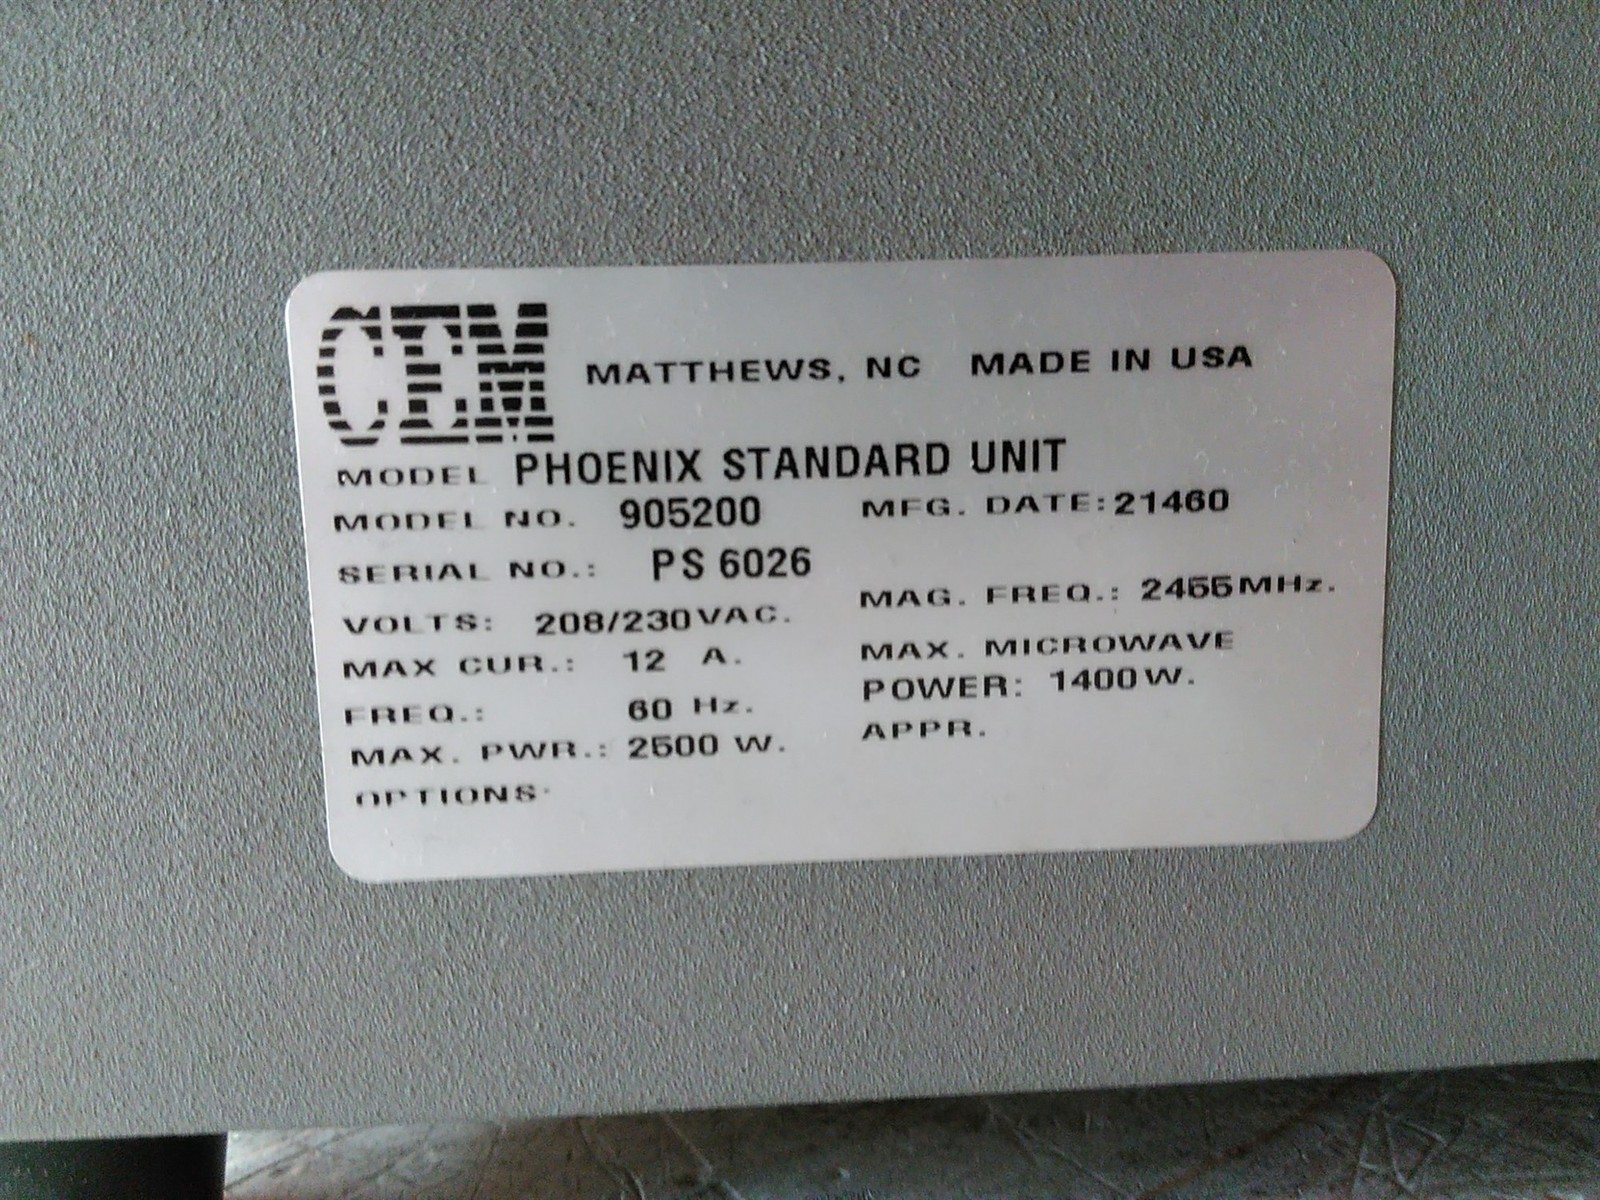 CEM MATTHEWS, NC MADE IN USA
MODEL PHOENIX STANDARD UNIT
MODEL NO. 905200 MFG. DATE: 21460
SERIAL NO.: PS 6026
VOLTS: 208/230VAC. MAG. FREQ.: 2455MHz.
MAX CUR.: 12 A. MAX. MICROWAVE
FREQ.: 60 Hz. POWER: 1400W.
MAX. PWR.: 2500 W. APPR.
OPTIONS: